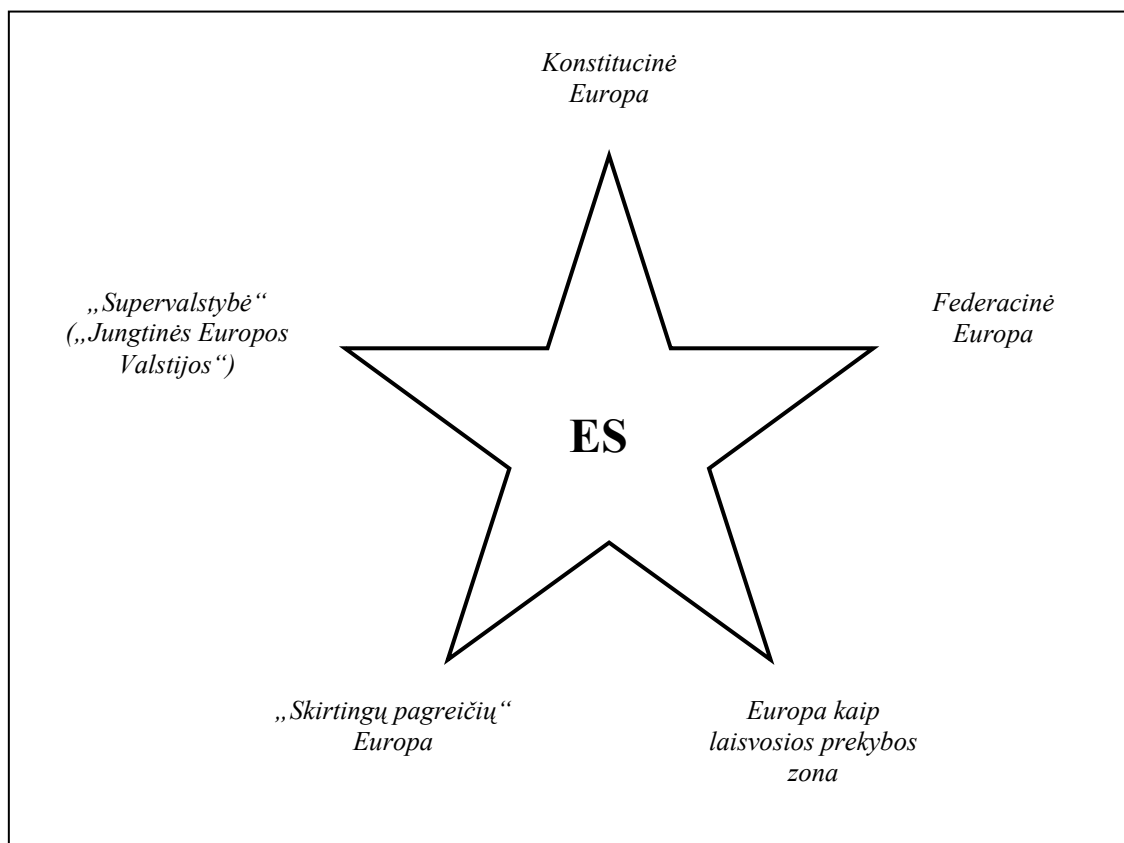 Konstitucinė
Europa
„Supervalstybė“
(„Jungtinės Europos
Valstijos“)
Federacinė
Europa
ES
„Skirtingų pagreičių“
Europa
Europa kaip
laisvosios prekybos
zona